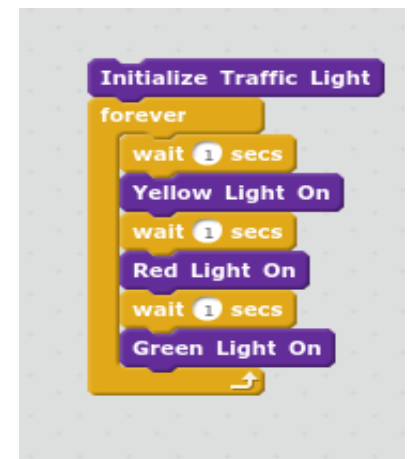 Initialize Traffic Light
forever
wait 1 secs
Yellow Light On
wait 1 secs
Red Light On
wait 1 secs
Green Light On